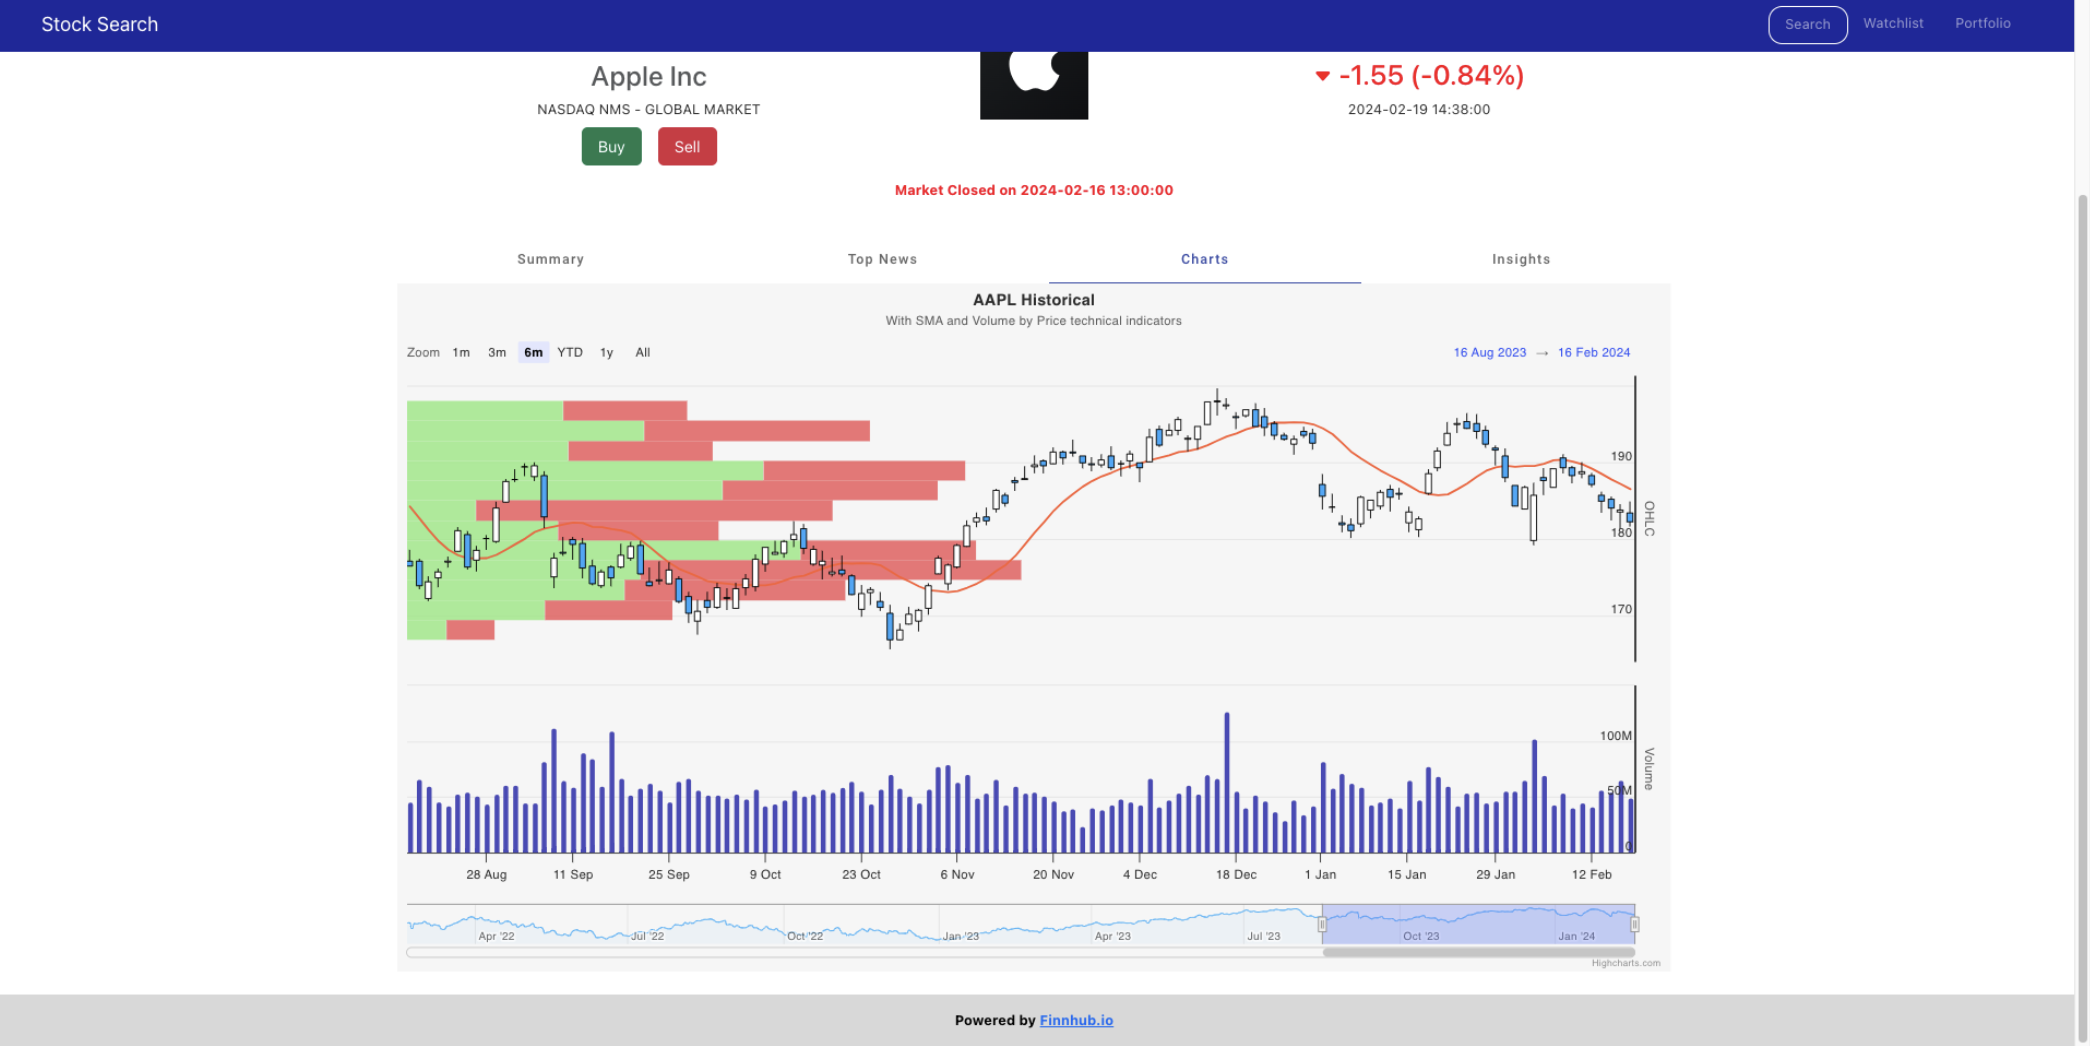 Stock Search
Search
Watchlist
Portfolio
Apple Inc
NASDAQ NMS - GLOBAL MARKET
Buy
Sell
-1.55 (-0.84%)
2024-02-19 14:38:00
Market Closed on 2024-02-16 13:00:00
Summary
Top News
Charts
Insights
AAPL Historical
With SMA and Volume by Price technical indicators
Zoom 1m 3m 6m YTD 1y All
16 Aug 2023 → 16 Feb 2024
190
180
170
OHLC
100M
50M
0
Volume
28 Aug 11 Sep 25 Sep 9 Oct 23 Oct 6 Nov 20 Nov 4 Dec 18 Dec 1 Jan 15 Jan 29 Jan 12 Feb
Apr '22 Jul '22 Oct '22 Jan '23 Apr '23 Jul '23 Oct '23 Jan '24
Highcharts.com
Powered by Finnhub.io